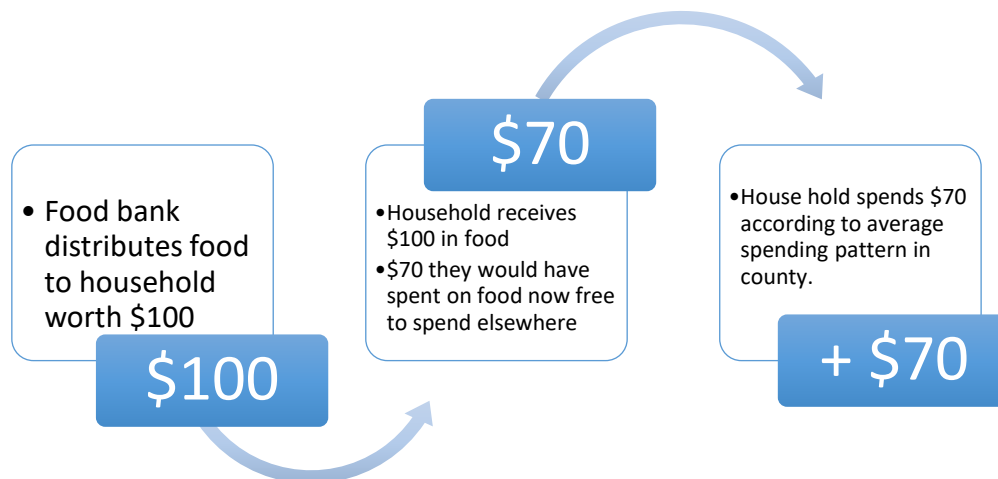 • Food bank
distributes food
to household
worth $100
$100
$70
•Household receives
$100 in food
•$70 they would have
spent on food now free
to spend elsewhere
•House hold spends $70
according to average
spending pattern in
county.
+ $70